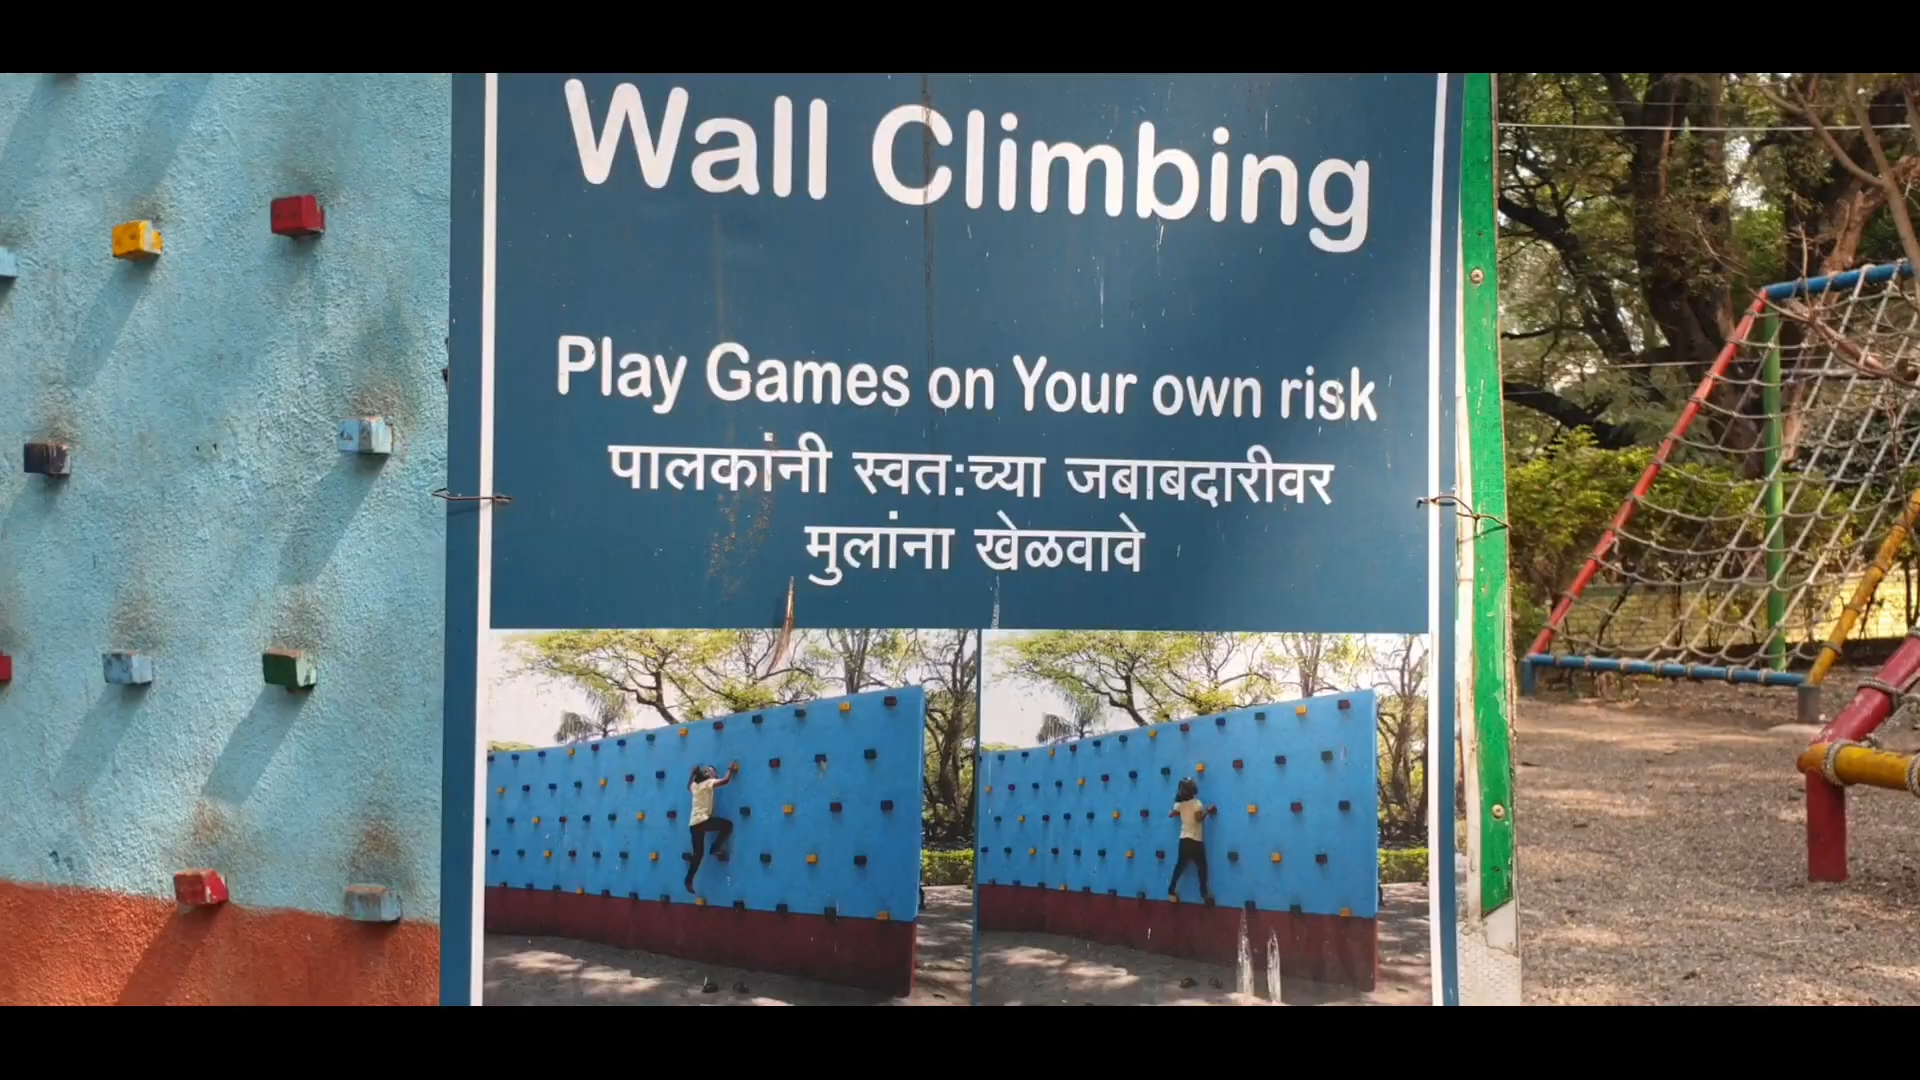 Wall Climbing
Play Games on Your own risk
पालकांनी स्वत:च्या जबाबदारीवर
मुलांना खेळवावे